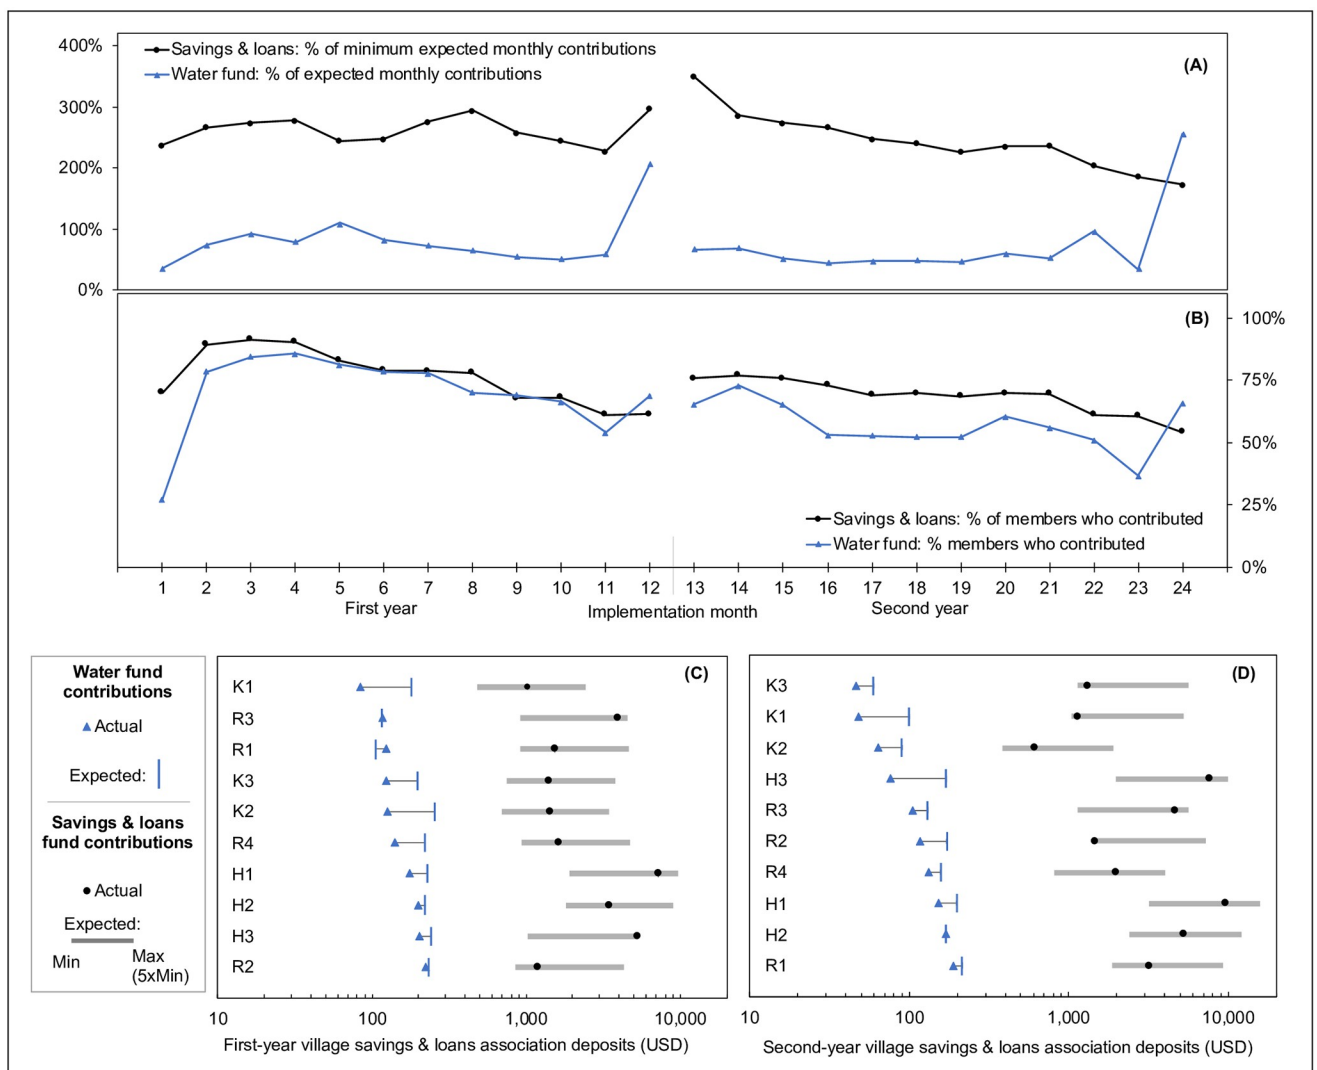 400%
300%
200%
100%
0%
Savings & loans: % of minimum expected monthly contributions
Water fund: % of expected monthly contributions
(A)
(B)
100%
75%
50%
25%
0%
Savings & loans: % of members who contributed
Water fund: % members who contributed
1 2 3 4 5 6 7 8 9 10 11 12 13 14 15 16 17 18 19 20 21 22 23 24
First year Implementation month Second year
Water fund
contributions
Actual
Expected:
Savings & loans
fund contributions
Actual
Expected:
Min Max
(5xMin)
(C)
K1
R3
R1
K3
K2
R4
H1
H2
H3
R2
10 100 1,000 10,000
First-year village savings & loans association deposits (USD)
(D)
K3
K1
K2
H3
R3
R2
R4
H1
H2
R1
10 100 1,000 10,000
Second-year village savings & loans association deposits (USD)